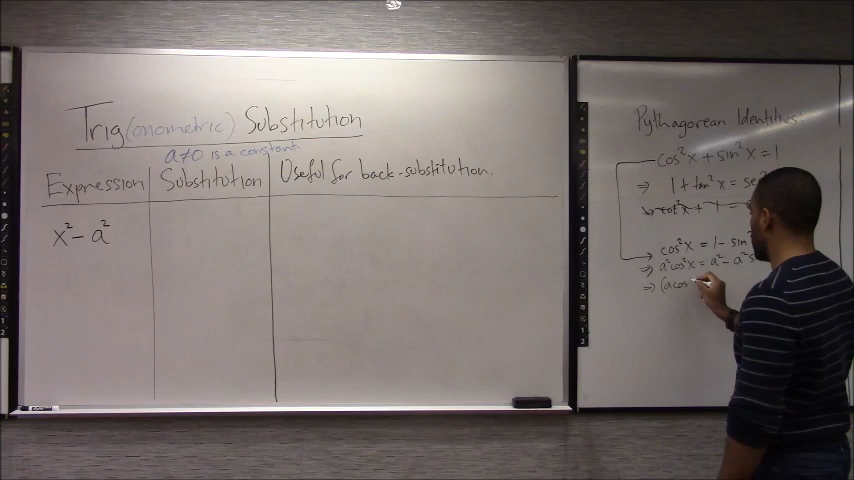 Trig(onometric) Substitution
a≠0 is a constant.
Expression Substitution Useful for back-substitution.
x² - a²
Pythagorean Identities:
cos²x + sin²x = 1
⇒ 1 + tan²x = se
cos²x = 1 - sin²
⇒ a²cos²x = a² - a²s
⇒ (a cos